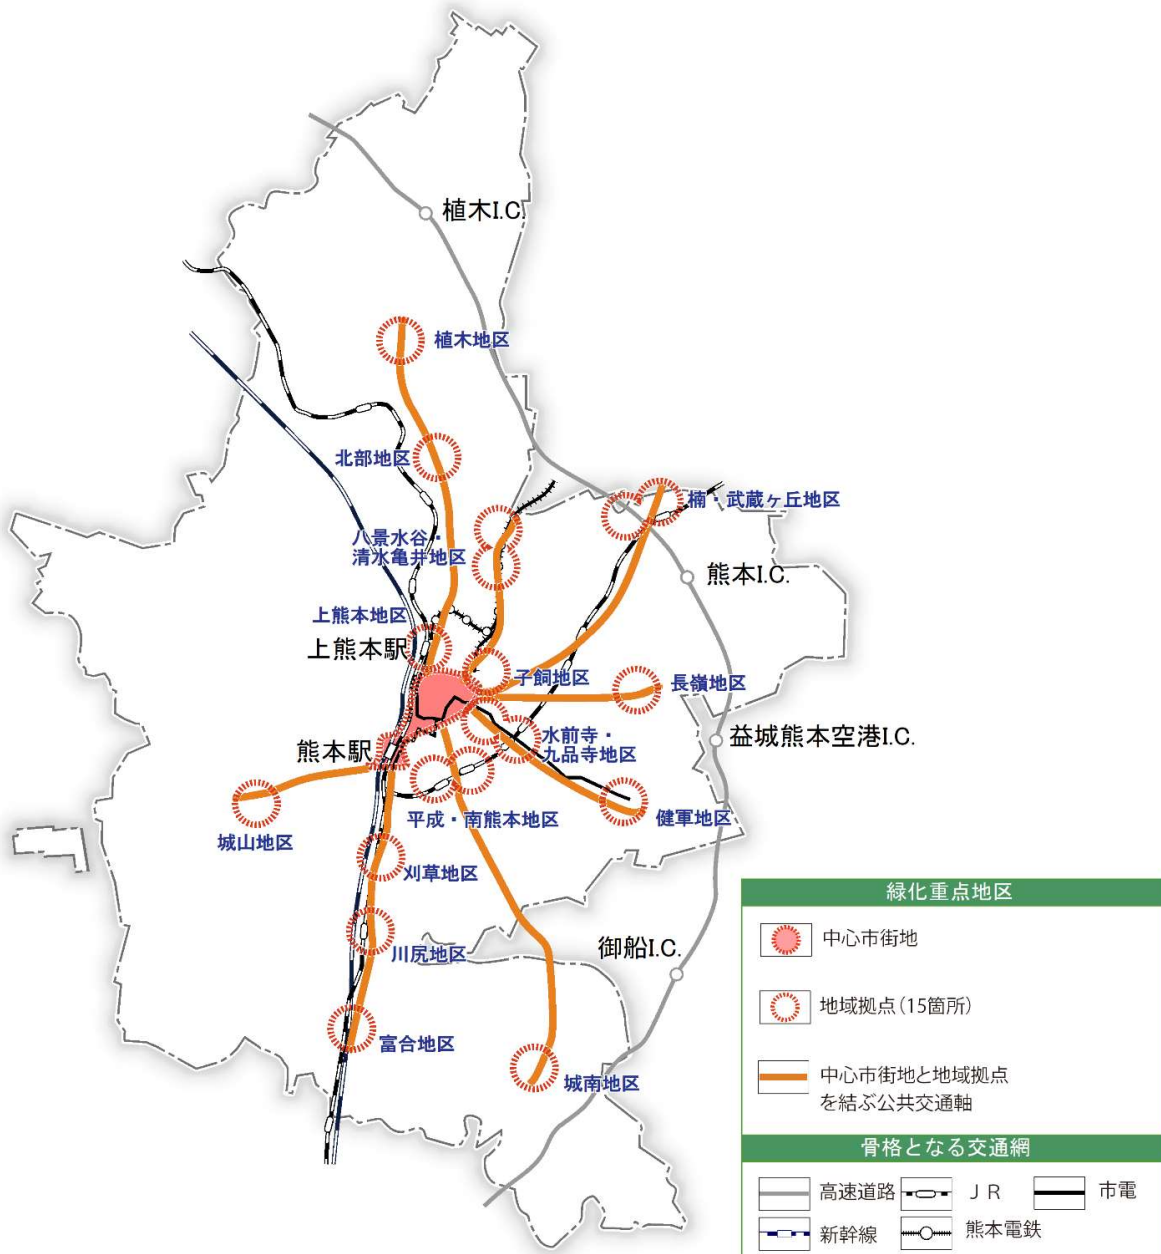 植木I.C.
植木地区
北部地区
楠・武蔵ヶ丘地区
八景水谷・
清水亀井地区
熊本I.C.
上熊本地区
上熊本駅
子飼地区
長嶺地区
水前寺・
九品寺地区
益城熊本空港I.C.
熊本駅
平成・南熊本地区
健軍地区
城山地区
刈草地区
川尻地区
御船I.C.
富合地区
城南地区
緑化重点地区
中心市街地
地域拠点（15箇所）
中心市街地と地域拠点
を結ぶ公共交通軸
骨格となる交通網
高速道路
ＪＲ
市電
新幹線
熊本電鉄